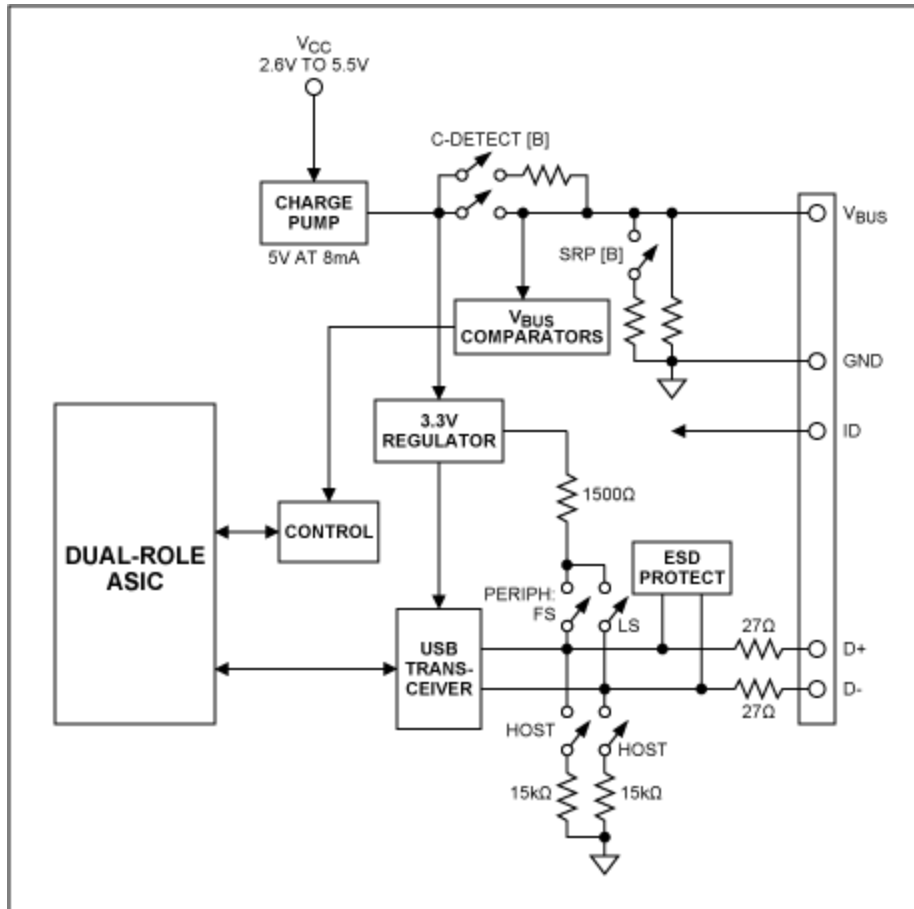 VCC
2.6V TO 5.5V
C-DETECT [B]
CHARGE
PUMP
5V AT 8mA
VBUS
SRP [B]
VBUS
COMPARATORS
GND
3.3V
REGULATOR
ID
1500Ω
CONTROL
DUAL-ROLE
ASIC
ESD
PROTECT
PERIPH:
FS
LS
USB
TRANS-
CEIVER
27Ω
D+
D-
27Ω
HOST
HOST
15kΩ
15kΩ